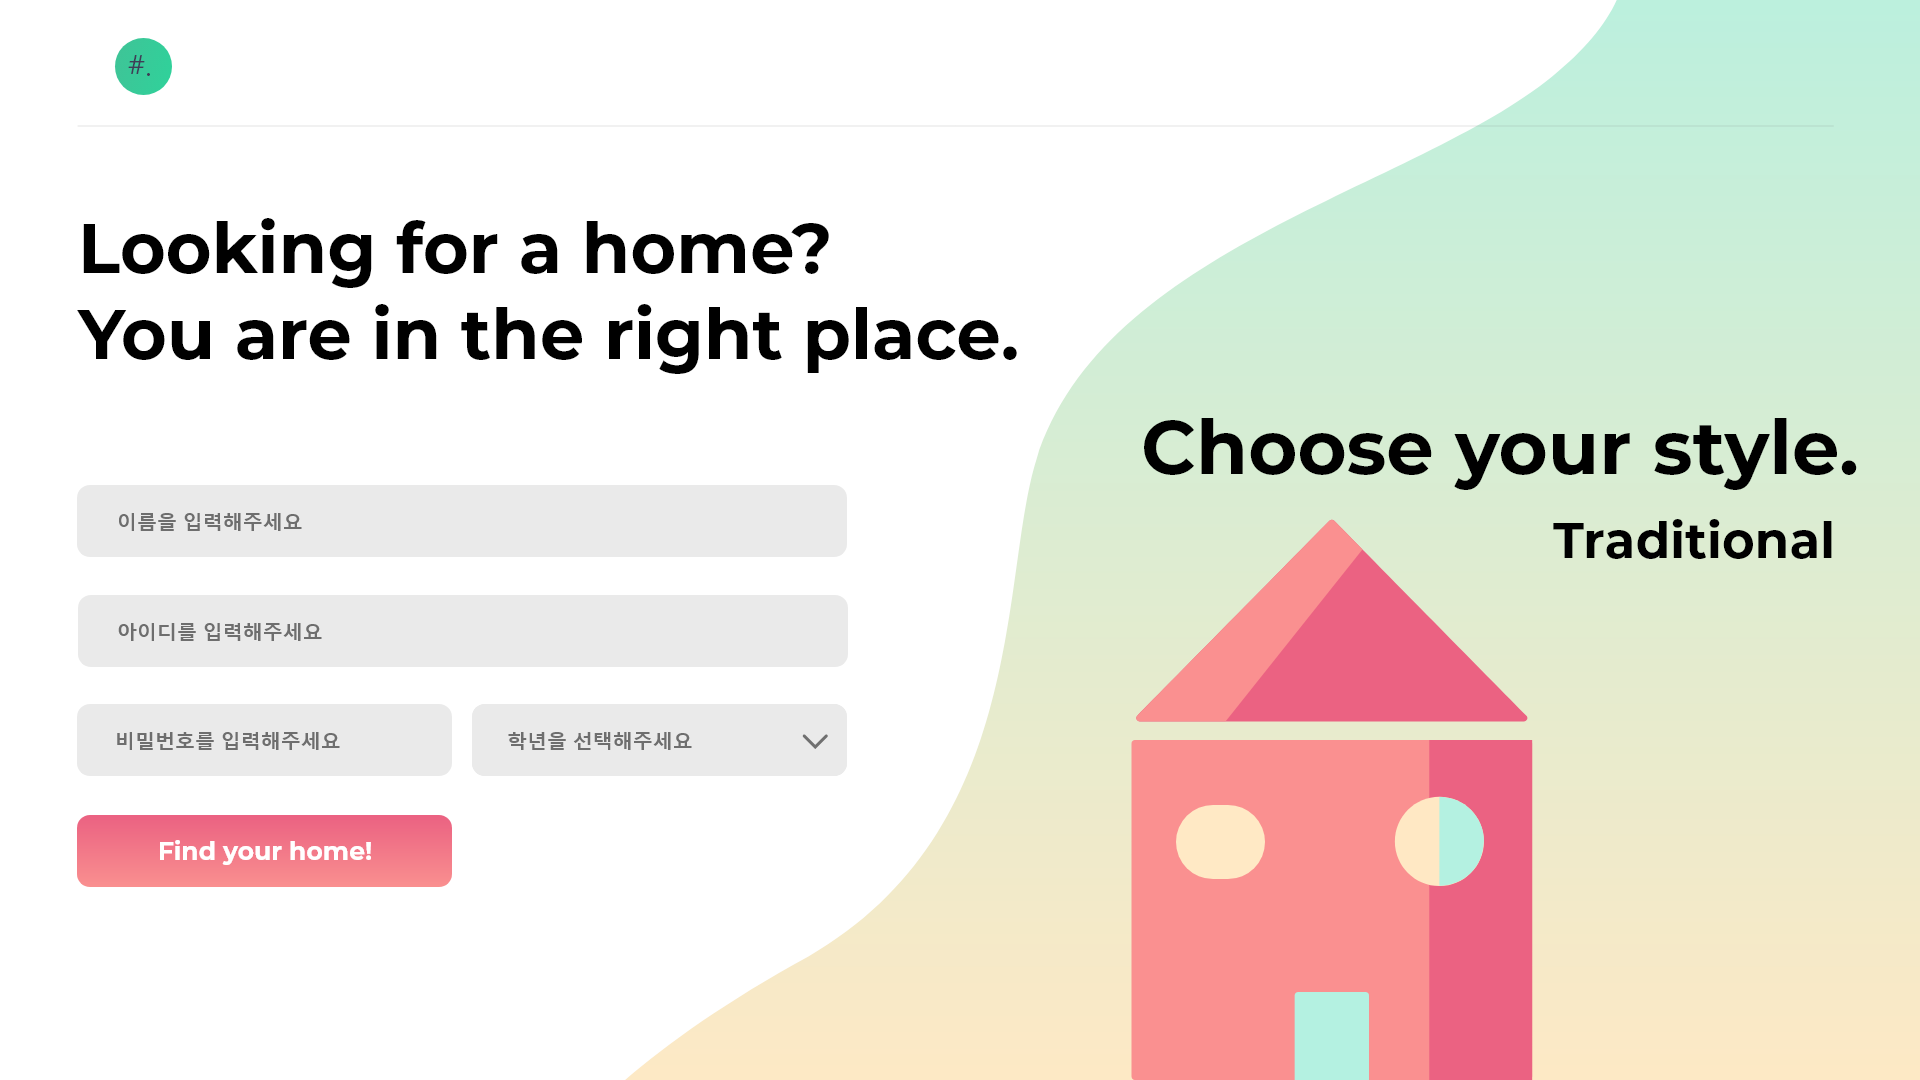 #.
Looking for a home?
You are in the right place.
Choose your style.
Traditional
이름을 입력해주세요
아이디를 입력해주세요
비밀번호를 입력해주세요
학년을 선택해주세요
Find your home!